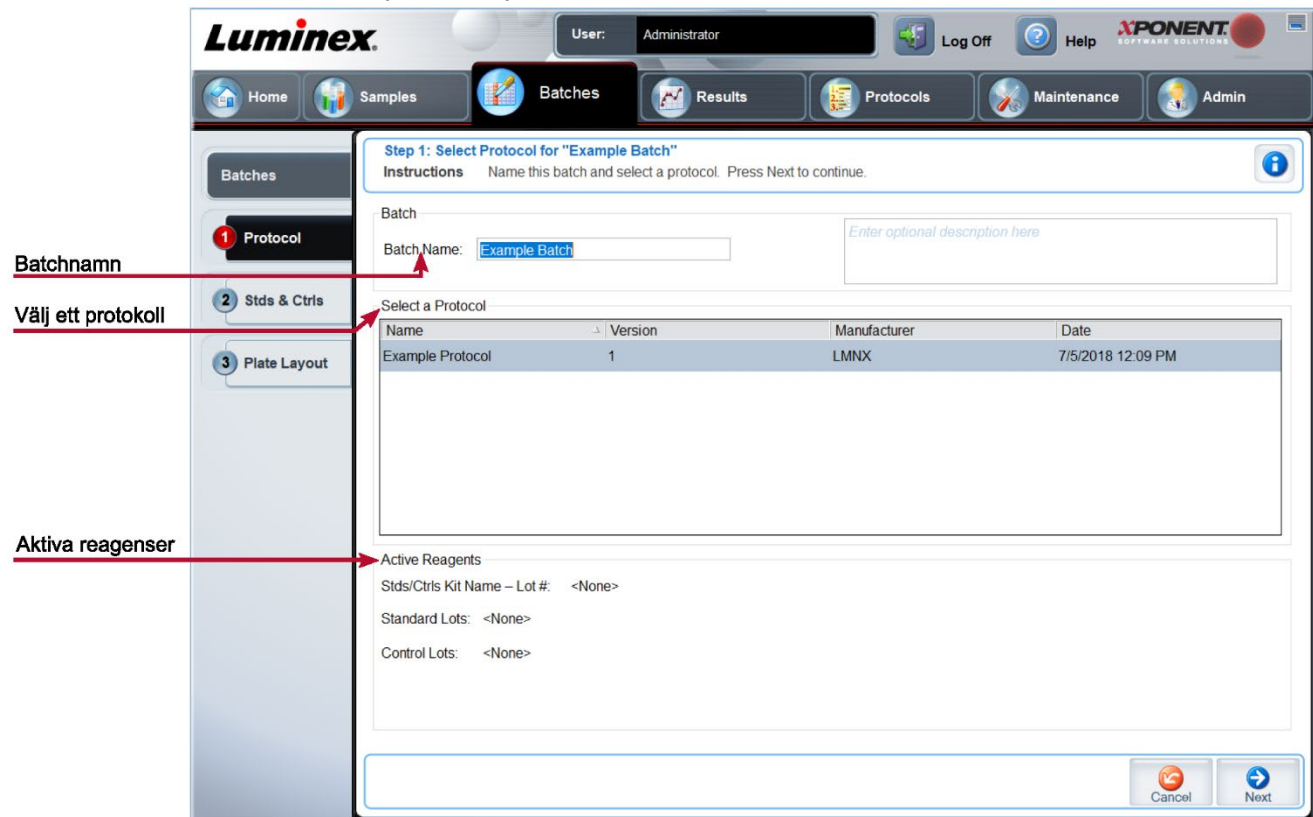 Luminex.
User: Administrator
Log Off
Help
XPONENT.
SOFTWARE SOLUTIONS
Home
Samples
Batches
Results
Protocols
Maintenance
Admin
Batches
1 Protocol
2 Stds & Ctrls
3 Plate Layout
Batchnamn
Välj ett protokoll
Aktiva reagenser
Step 1: Select Protocol for "Example Batch"
Instructions Name this batch and select a protocol. Press Next to continue.
Batch
Batch Name: Example Batch
Enter optional description here
Select a Protocol
Name Version Manufacturer Date
Example Protocol 1 LMNX 7/5/2018 12:09 PM
Active Reagents
Stds/Ctrls Kit Name – Lot #: <None>
Standard Lots: <None>
Control Lots: <None>
Cancel
Next